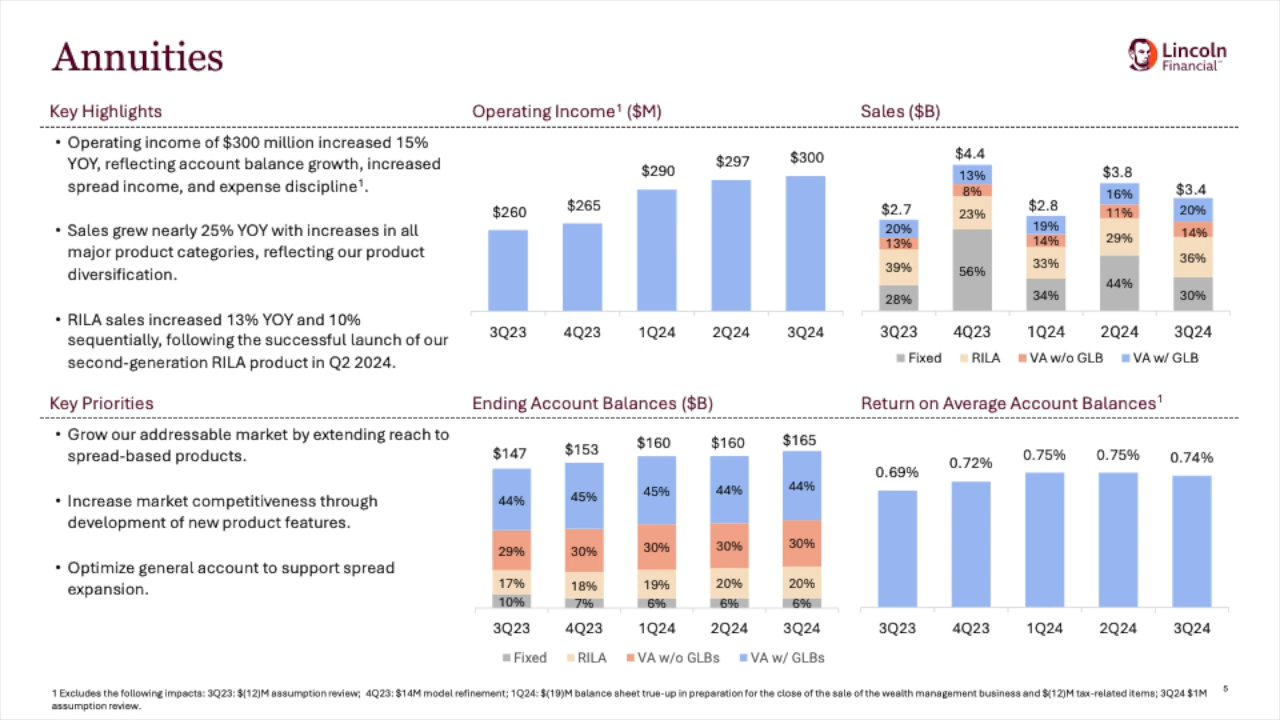 Annuities
Lincoln
Financial™
Key Highlights
• Operating income of $300 million increased 15%
YOY, reflecting account balance growth, increased
spread income, and expense discipline¹.
• Sales grew nearly 25% YOY with increases in all
major product categories, reflecting our product
diversification.
• RILA sales increased 13% YOY and 10%
sequentially, following the successful launch of our
second-generation RILA product in Q2 2024.
Operating Income¹ ($M)
$260
$265
$290
$297
$300
3Q23 4Q23 1Q24 2Q24 3Q24
Sales ($B)
$2.7
20%
13%
39%
28%
$4.4
13%
8%
23%
56%
$2.8
19%
14%
33%
34%
$3.8
16%
11%
29%
44%
$3.4
20%
14%
36%
30%
3Q23 4Q23 1Q24 2Q24 3Q24
Fixed RILA VA w/o GLB VA w/ GLB
Key Priorities
• Grow our addressable market by extending reach to
spread-based products.
• Increase market competitiveness through
development of new product features.
• Optimize general account to support spread
expansion.
Ending Account Balances ($B)
$147
44%
29%
17%
10%
$153
45%
30%
18%
7%
$160
45%
30%
19%
6%
$160
44%
30%
20%
6%
$165
44%
30%
20%
6%
3Q23 4Q23 1Q24 2Q24 3Q24
Fixed RILA VA w/o GLBs VA w/ GLBs
Return on Average Account Balances¹
0.69%
0.72%
0.75%
0.75%
0.74%
3Q23 4Q23 1Q24 2Q24 3Q24
1 Excludes the following impacts: 3Q23: $(12)M assumption review; 4Q23: $14M model refinement; 1Q24: $(19)M balance sheet true-up in preparation for the close of the sale of the wealth management business and $(12)M tax-related items; 3Q24 $1M
assumption review.
5